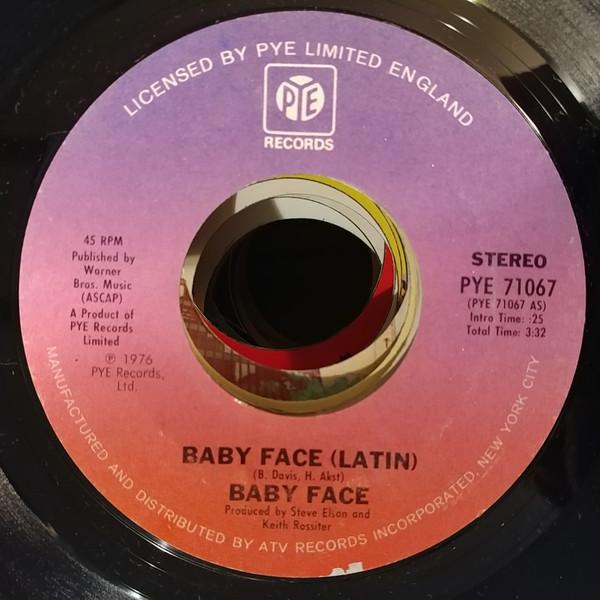 LICENSED BY PYE LIMITED ENGLAND
PYE
RECORDS
45 RPM
Published by
Warner
Bros. Music
(ASCAP)
A Product of
PYE Records
Limited
℗ 1976
PYE Records,
Ltd.
STEREO
PYE 71067
(PYE 71067 AS)
Intro Time: :25
Total Time: 3:32
BABY FACE (LATIN)
(B. Davis, H. Akst)
BABY FACE
Produced by Steve Elson and
Keith Rossiter
MANUFACTURED AND DISTRIBUTED BY ATV RECORDS INCORPORATED, NEW YORK CITY